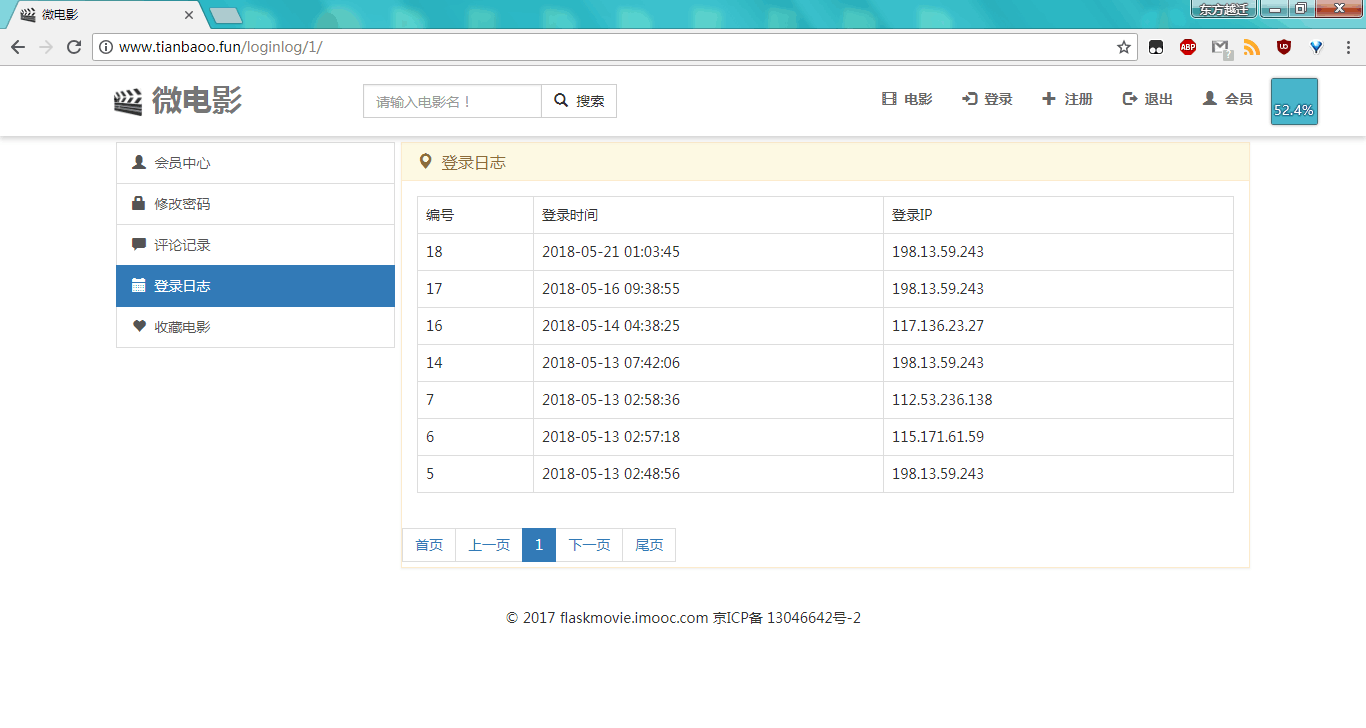 微电影
东方越迁
www.tianbaoo.fun/loginlog/1/
ABP
微电影
请输入电影名！
搜索
电影
登录
注册
退出
会员
52.4%
会员中心
修改密码
评论记录
登录日志
收藏电影
登录日志
编号 登录时间 登录IP
18 2018-05-21 01:03:45 198.13.59.243
17 2018-05-16 09:38:55 198.13.59.243
16 2018-05-14 04:38:25 117.136.23.27
14 2018-05-13 07:42:06 198.13.59.243
7 2018-05-13 02:58:36 112.53.236.138
6 2018-05-13 02:57:18 115.171.61.59
5 2018-05-13 02:48:56 198.13.59.243
首页 上一页 1 下一页 尾页
© 2017 flaskmovie.imooc.com 京ICP备 13046642号-2